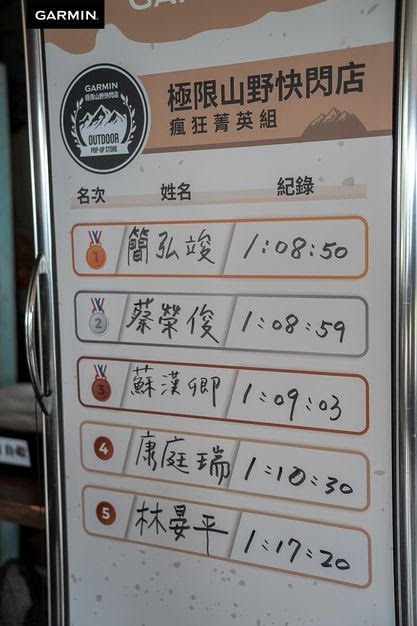 GARMIN
GARMIN
極限山野快閃店
OUTDOOR
POP-UP STORE
極限山野快閃店
瘋狂菁英組
名次 姓名 紀錄
1 簡弘竣 1:08:50
2 蔡榮俊 1:08:59
3 蘇漢卿 1:09:03
4 康庭瑞 1:10:30
5 林晏平 1:17:20